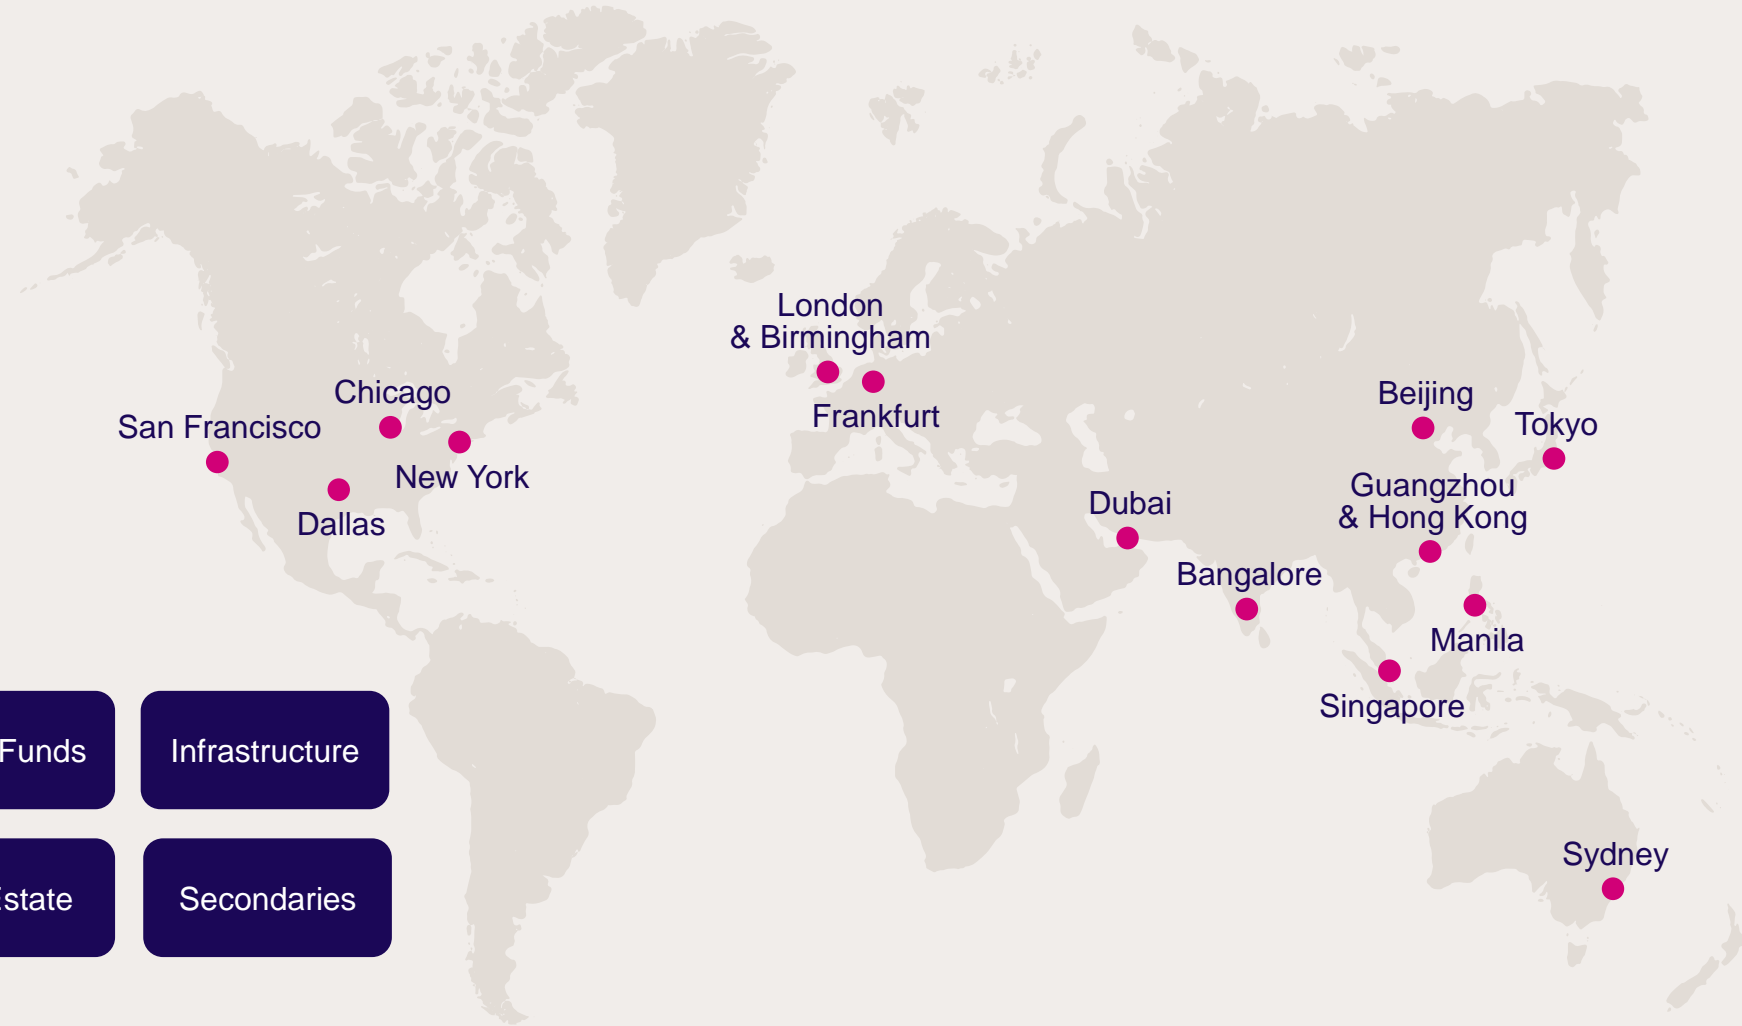 London
& Birmingham
Frankfurt
Chicago
San Francisco
New York
Dallas
Beijing
Tokyo
Guangzhou
& Hong Kong
Dubai
Bangalore
Manila
Singapore
Funds
Infrastructure
Estate
Secondaries
Sydney